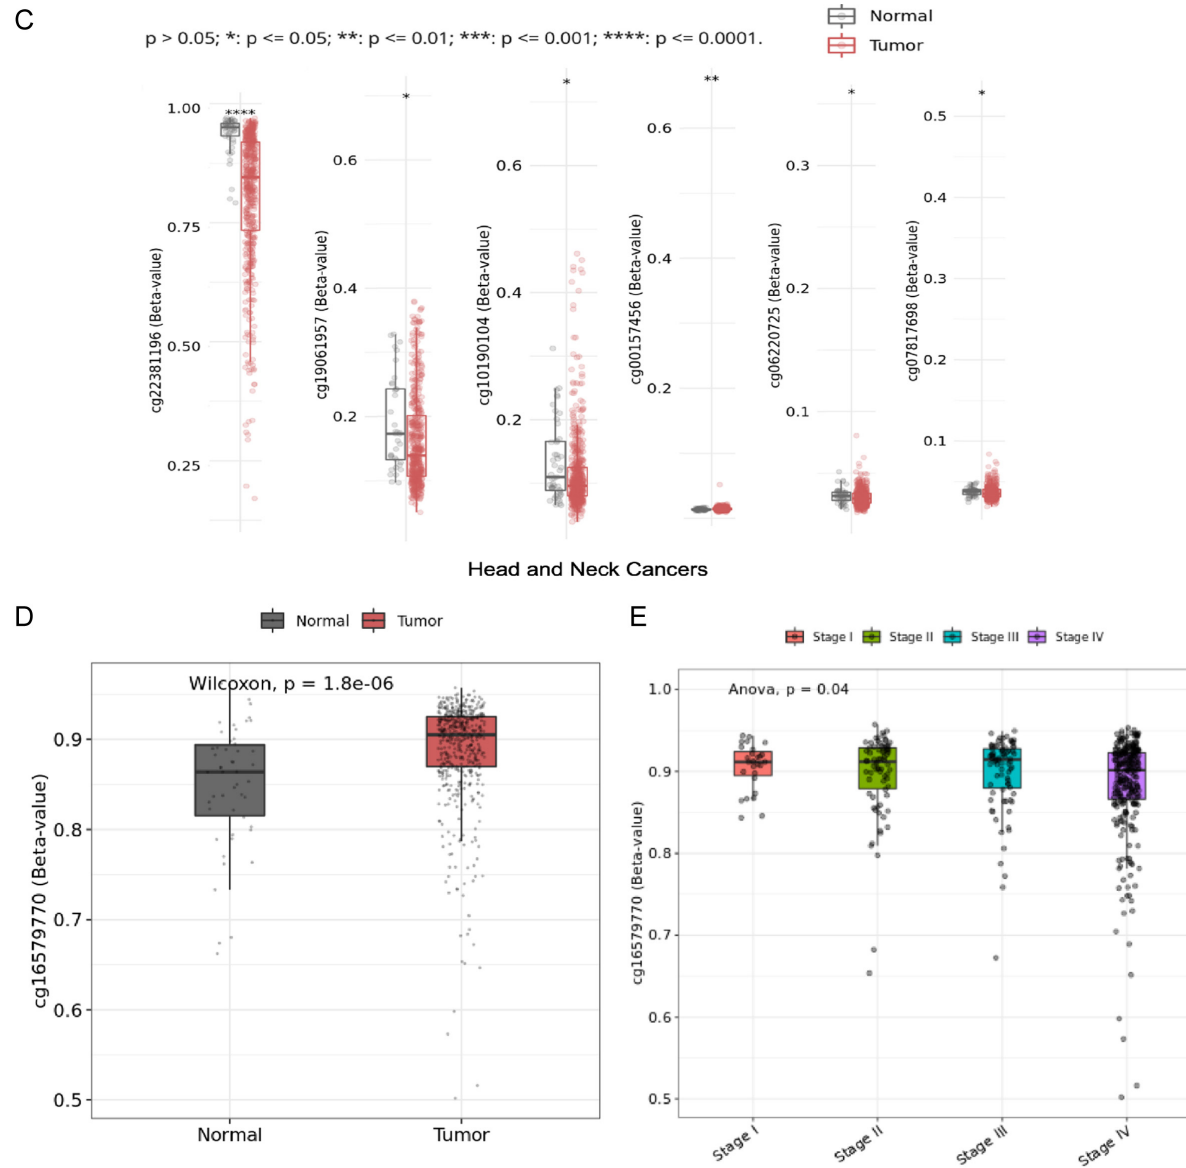 C
Normal
Tumor
p > 0.05; *: p <= 0.05; **: p <= 0.01; ***: p <= 0.001; ****: p <= 0.0001.
****
*
*
**
*
*
cg22381196 (Beta-value)
1.00
0.75
0.50
0.25
cg19061957 (Beta-value)
0.6
0.4
0.2
cg10190104 (Beta-value)
0.6
0.4
0.2
cg00157456 (Beta-value)
0.6
0.4
0.2
cg06220725 (Beta-value)
0.3
0.2
0.1
cg07817698 (Beta-value)
0.5
0.4
0.3
0.2
0.1
Head and Neck Cancers
D
Normal Tumor
Wilcoxon, p = 1.8e-06
cg16579770 (Beta-value)
0.9
0.8
0.7
0.6
0.5
Normal Tumor
E
Stage I Stage II Stage III Stage IV
Anova, p = 0.04
cg16579770 (Beta-value)
1.0
0.9
0.8
0.7
0.6
0.5
Stage I Stage II Stage III Stage IV